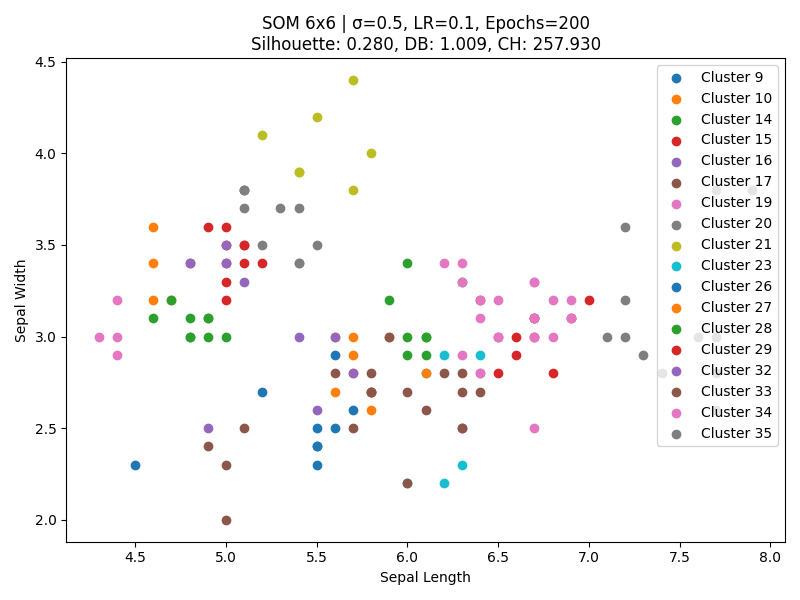 SOM 6x6 | σ=0.5, LR=0.1, Epochs=200
Silhouette: 0.280, DB: 1.009, CH: 257.930
Cluster 9
Cluster 10
Cluster 14
Cluster 15
Cluster 16
Cluster 17
Cluster 19
Cluster 20
Cluster 21
Cluster 23
Cluster 26
Cluster 27
Cluster 28
Cluster 29
Cluster 32
Cluster 33
Cluster 34
Cluster 35
Sepal Width
4.5
4.0
3.5
3.0
2.5
2.0
4.5 5.0 5.5 6.0 6.5 7.0 7.5 8.0
Sepal Length